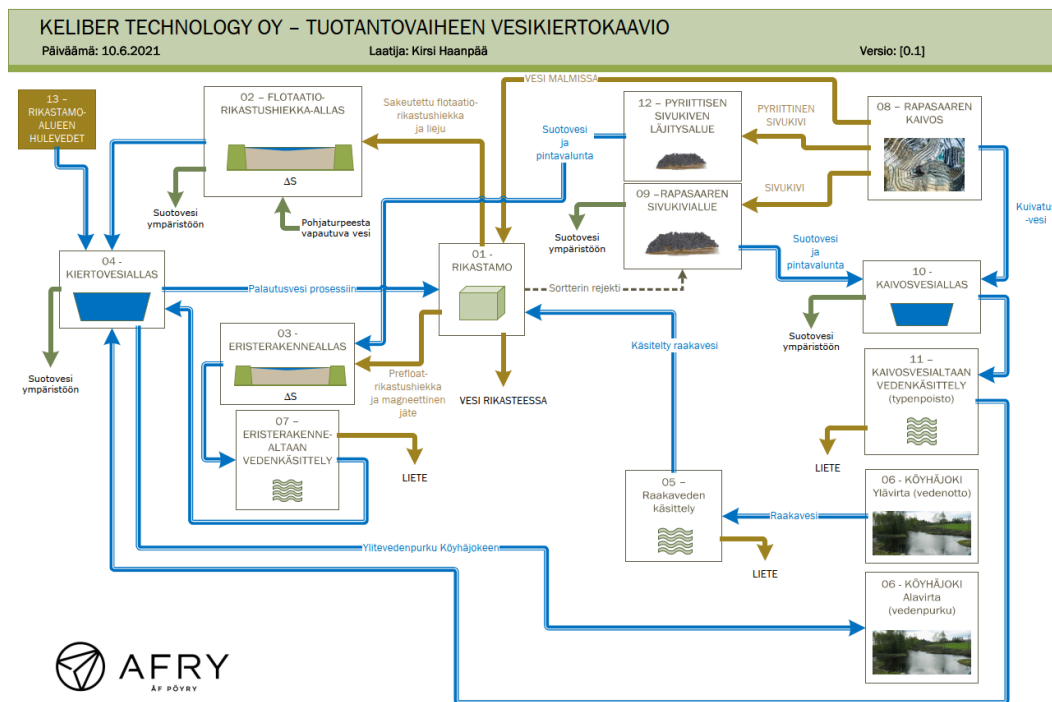 KELIBER TECHNOLOGY OY – TUOTANTOVAIHEEN VESIKIERTOKAAVIO
Päiväämä: 10.6.2021
Laatija: Kirsi Haanpää
Versio: [0.1]
13 –
RIKASTAMO-
ALUEEN
HULEVEDET
02 – FLOTAATIO-
RIKASTUSHIEKKA-ALLAS
ΔS
Sakeutettu flotaatio-
rikastushiekka
ja lieju
VESI MALMISSA
12 – PYRIITTISEN
SIVUKIVEN
LÄJITYSALUE
PYRIITTINEN
SIVUKIVI
08 – RAPASAAREN
KAIVOS
Suotovesi
ja
pintavalunta
09 –RAPASAAREN
SIVUKIVIALUE
SIVUKIVI
Kuivatus
-vesi
Suotovesi
ympäristöön
Pohjaturpeesta
vapautuva vesi
Suotovesi
ympäristöön
Suotovesi
ja
pintavalunta
04 -
KIERTOVESIALLAS
Palautusvesi prosessiin
01 -
RIKASTAMO
Sortterin rejekti
10 -
KAIVOSVESIALLAS
Suotovesi
ympäristöön
03 -
ERISTERAKENNEALLAS
ΔS
Käsitelty raakavesi
Suotovesi
ympäristöön
Prefloat-
rikastushiekka
ja magneettinen
jäte
VESI RIKASTEESSA
11 –
KAIVOSVESIALTAAN
VEDENKÄSITTELY
(typenpoisto)
07 –
ERISTERAKENNE-
ALTAAN
VEDENKÄSITTELY
LIETE
LIETE
05 –
Raakaveden
käsittely
Raakavesi
06 - KÖYHÄJOKI
Ylävirta (vedenotto)
LIETE
Ylitevedenpurku Köyhäjokeen
06 - KÖYHÄJOKI
Alavirta
(vedenpurku)
AFRY
ÅF PÖYRY